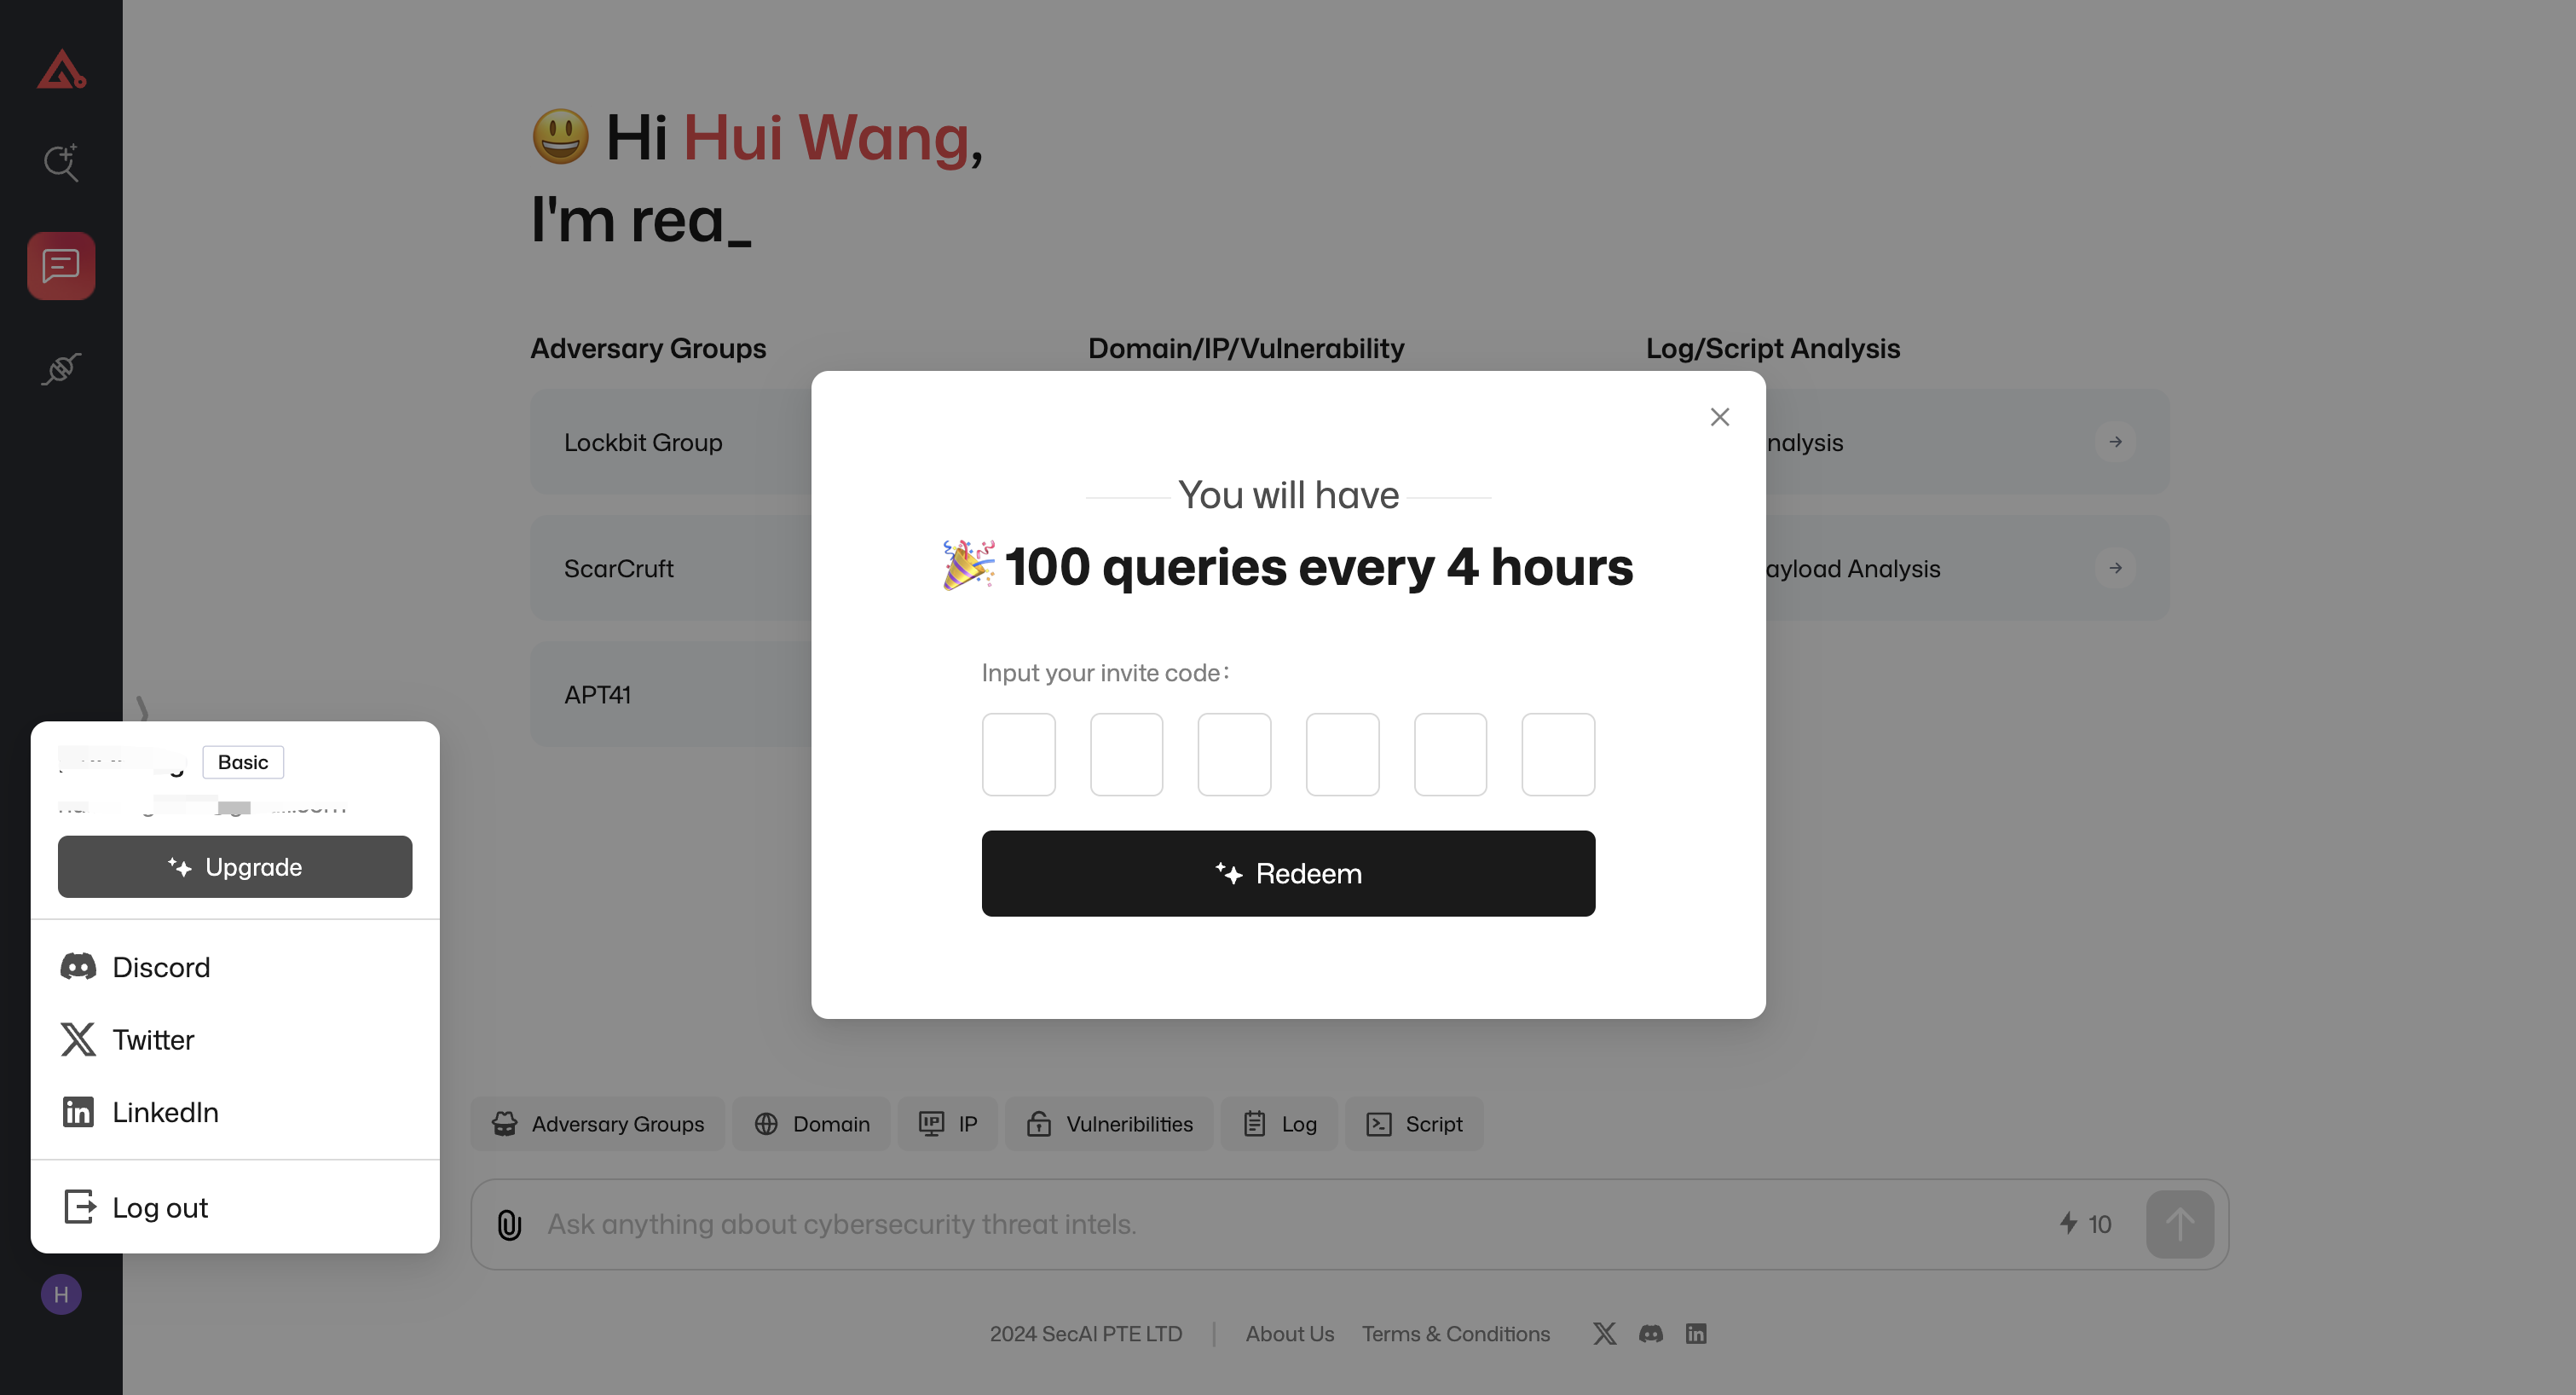 Hi Hui Wang,
I'm rea_
Adversary Groups
Lockbit Group
ScarCruft
APT41
Domain/IP/Vulnerability
Log/Script Analysis
nalysis
ayload Analysis
You will have
100 queries every 4 hours
Input your invite code:
Redeem
Basic
Upgrade
Discord
Twitter
LinkedIn
Log out
H
Adversary Groups
Domain
IP
Vulneribilities
Log
Script
Ask anything about cybersecurity threat intels.
10
2024 SecAI PTE LTD
About Us
Terms & Conditions